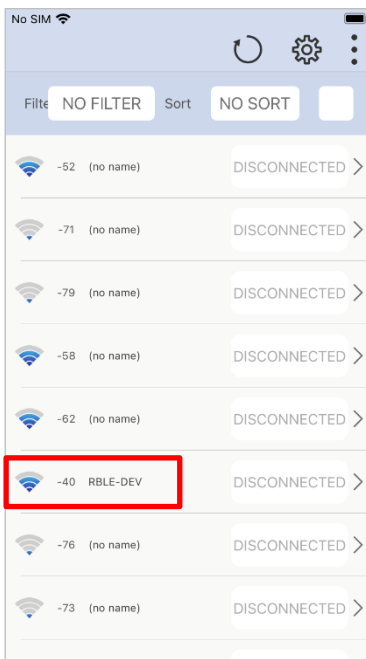 No SIM
Filte NO FILTER Sort NO SORT
-52 (no name) DISCONNECTED
-71 (no name) DISCONNECTED
-79 (no name) DISCONNECTED
-58 (no name) DISCONNECTED
-62 (no name) DISCONNECTED
-40 RBLE-DEV DISCONNECTED
-76 (no name) DISCONNECTED
-73 (no name) DISCONNECTED